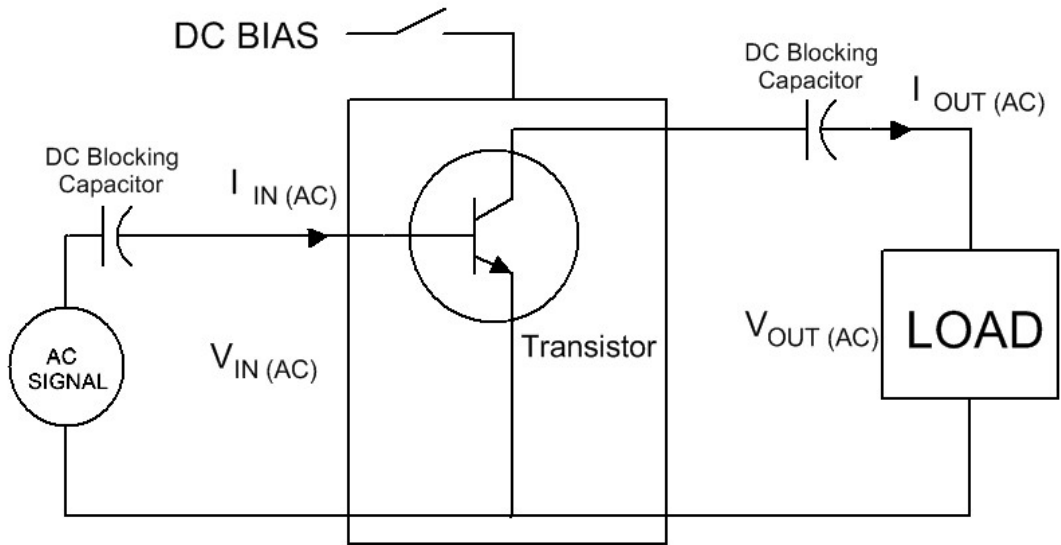 DC BIAS
DC Blocking
Capacitor
I OUT (AC)
DC Blocking
Capacitor
I IN (AC)
AC
SIGNAL
V IN (AC)
Transistor
V OUT (AC)
LOAD